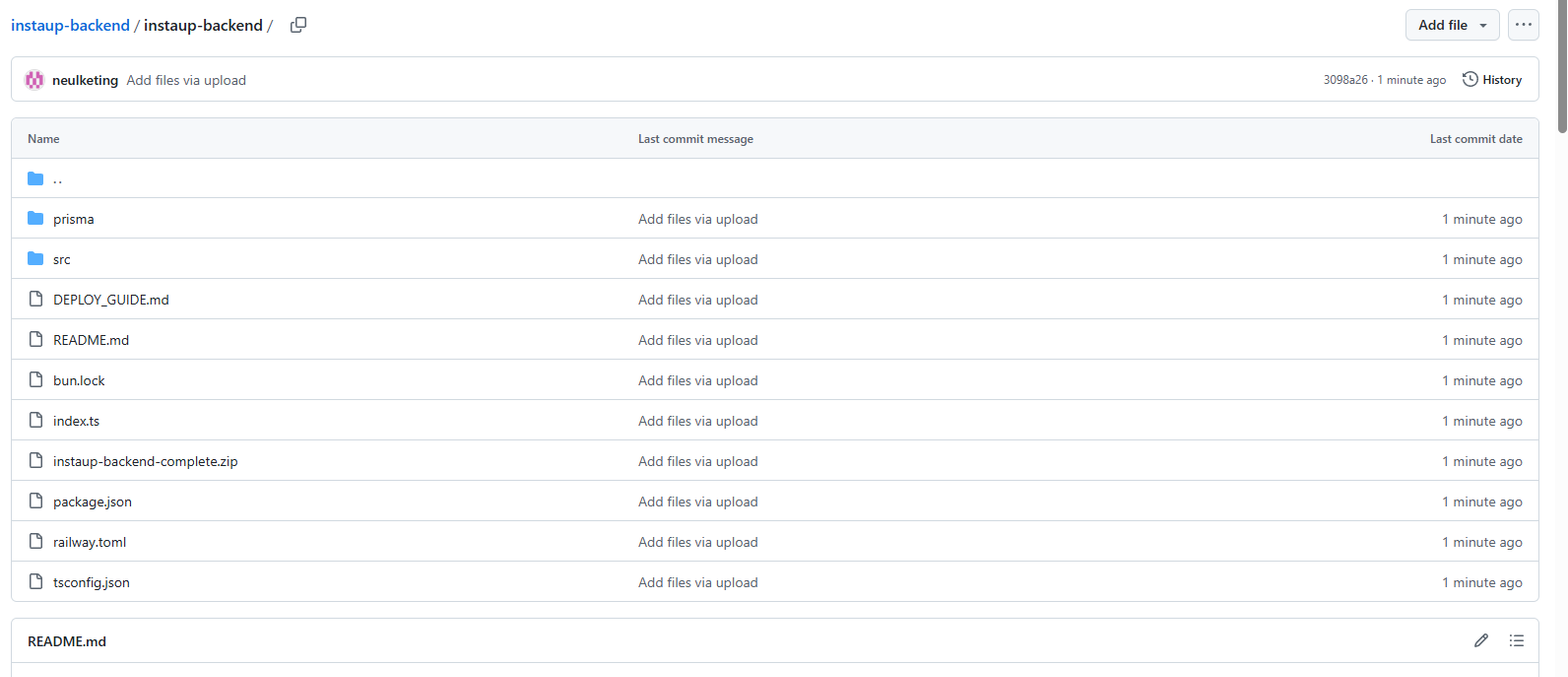 instaup-backend / instaup-backend / Add file ...
neulketing Add files via upload 3098a26 · 1 minute ago History
Name Last commit message Last commit date
..
prisma Add files via upload 1 minute ago
src Add files via upload 1 minute ago
DEPLOY_GUIDE.md Add files via upload 1 minute ago
README.md Add files via upload 1 minute ago
bun.lock Add files via upload 1 minute ago
index.ts Add files via upload 1 minute ago
instaup-backend-complete.zip Add files via upload 1 minute ago
package.json Add files via upload 1 minute ago
railway.toml Add files via upload 1 minute ago
tsconfig.json Add files via upload 1 minute ago
README.md